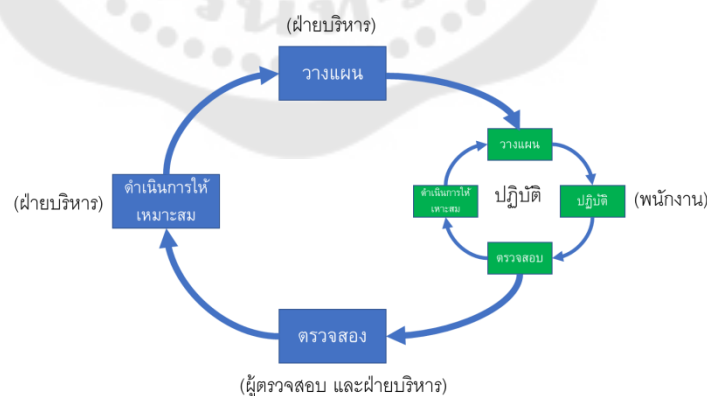 (ฝ่ายบริหาร)
วางแผน
วางแผน
ดำเนินการให้
เหมาะสม
(ฝ่ายบริหาร)
ดำเนินการให้
เหาะสม
ปฏิบัติ
ปฏิบัติ
(พนักงาน)
ตรวจสอบ
ตรวจสอง
(ผู้ตรวจสอบ และฝ่ายบริหาร)